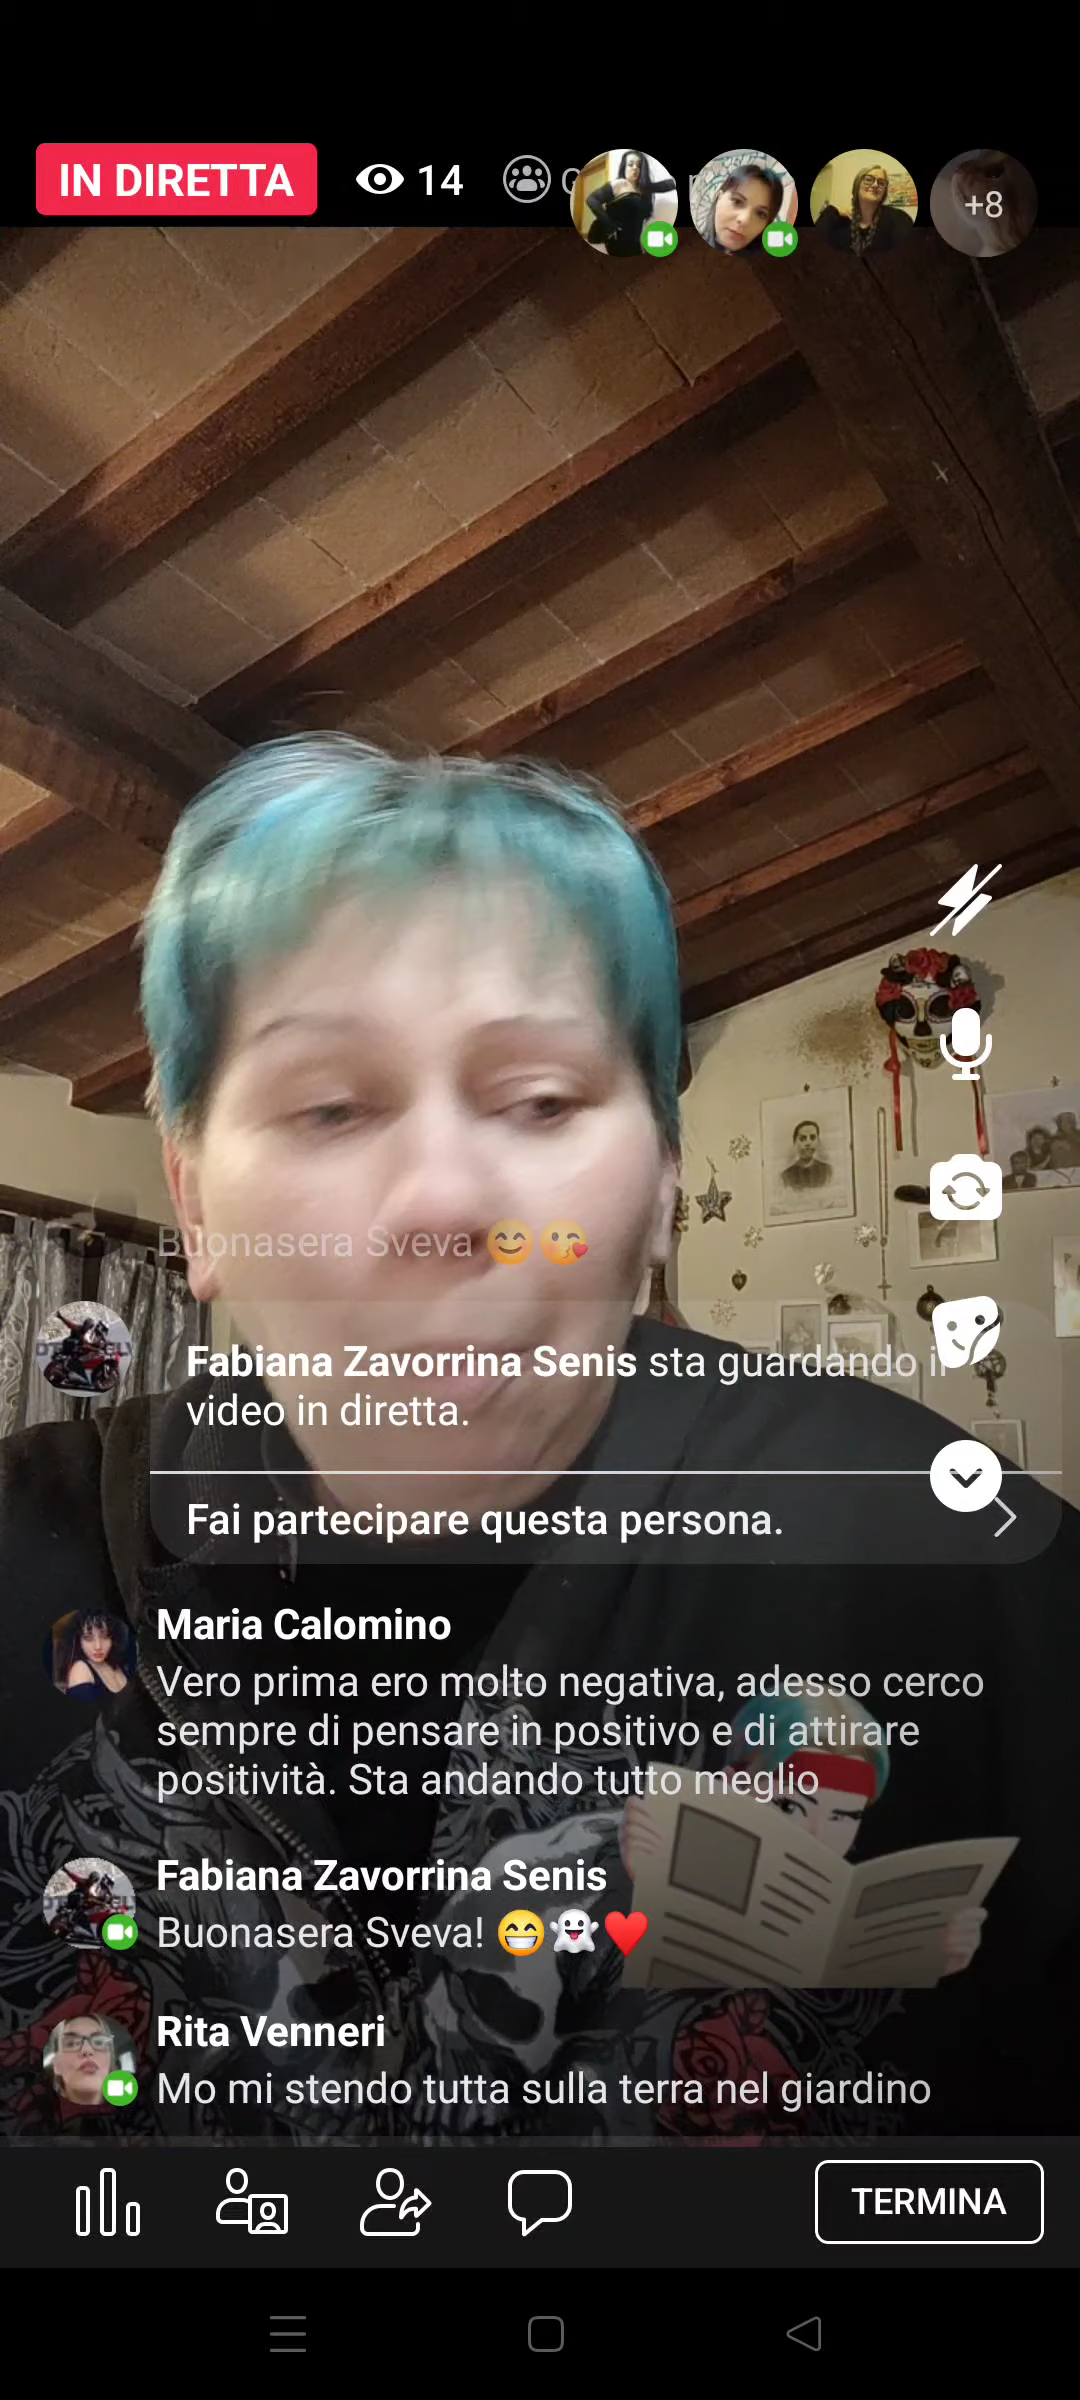 IN DIRETTA
14
+8
Buonasera Sveva 😊😘
Fabiana Zavorrina Senis sta guardando il
video in diretta.
Fai partecipare questa persona.
Maria Calomino
Vero prima ero molto negativa, adesso cerco
sempre di pensare in positivo e di attirare
positività. Sta andando tutto meglio
Fabiana Zavorrina Senis
Buonasera Sveva! 😁👻❤️
Rita Venneri
Mo mi stendo tutta sulla terra nel giardino
TERMINA